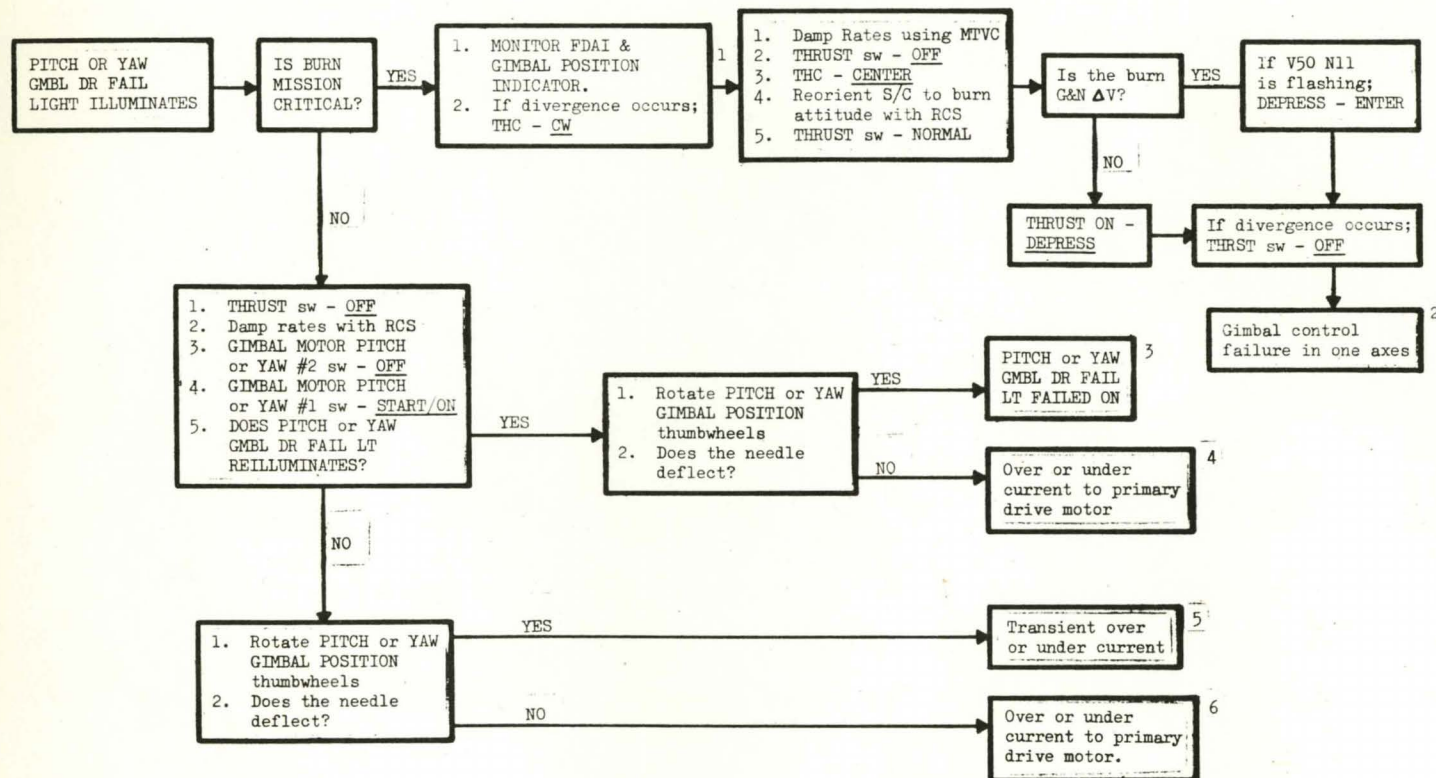 PITCH OR YAW
GMBL DR FAIL
LIGHT ILLUMINATES
IS BURN
MISSION
CRITICAL?
YES
1. MONITOR FDAI &
GIMBAL POSITION
INDICATOR.
2. If divergence occurs;
THC - CW
1
1. Damp Rates using MTVC
2. THRUST sw - OFF
3. THC - CENTER
4. Reorient S/C to burn
attitude with RCS
5. THRUST sw - NORMAL
Is the burn
G&N ΔV?
YES
If V50 N11
is flashing;
DEPRESS - ENTER
NO
THRUST ON -
DEPRESS
If divergence occurs;
THRST sw - OFF
2
Gimbal control
failure in one axes
NO
1. THRUST sw - OFF
2. Damp rates with RCS
3. GIMBAL MOTOR PITCH
or YAW #2 sw - OFF
4. GIMBAL MOTOR PITCH
or YAW #1 sw - START/ON
5. DOES PITCH or YAW
GMBL DR FAIL LT
REILLUMINATES?
YES
1. Rotate PITCH or YAW
GIMBAL POSITION
thumbwheels
2. Does the needle
deflect?
YES
3
PITCH or YAW
GMBL DR FAIL
LT FAILED ON
NO
4
Over or under
current to primary
drive motor
NO
1. Rotate PITCH or YAW
GIMBAL POSITION
thumbwheels
2. Does the needle
deflect?
YES
5
Transient over
or under current
NO
6
Over or under
current to primary
drive motor.